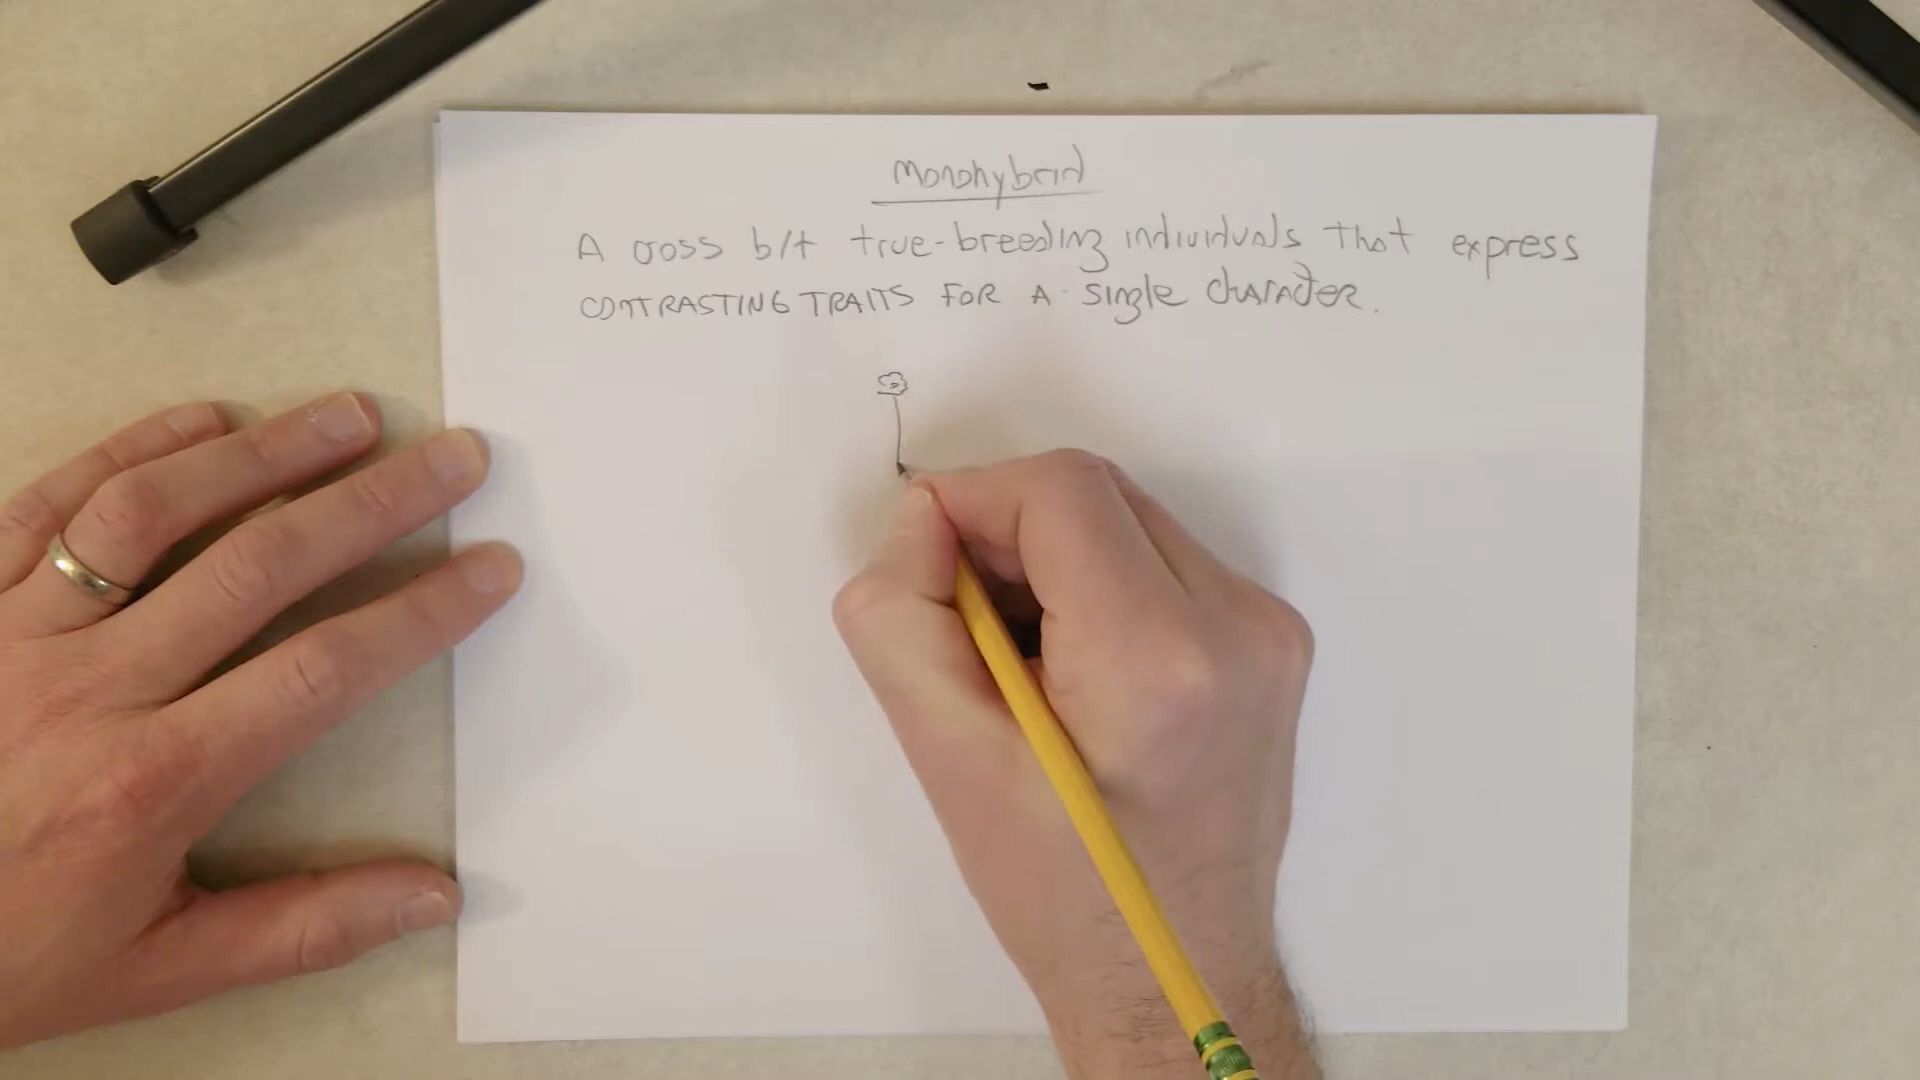 Monohybrid
A cross b/t true-breeding individuals that express
CONTRASTING TRAITS FOR A single character.